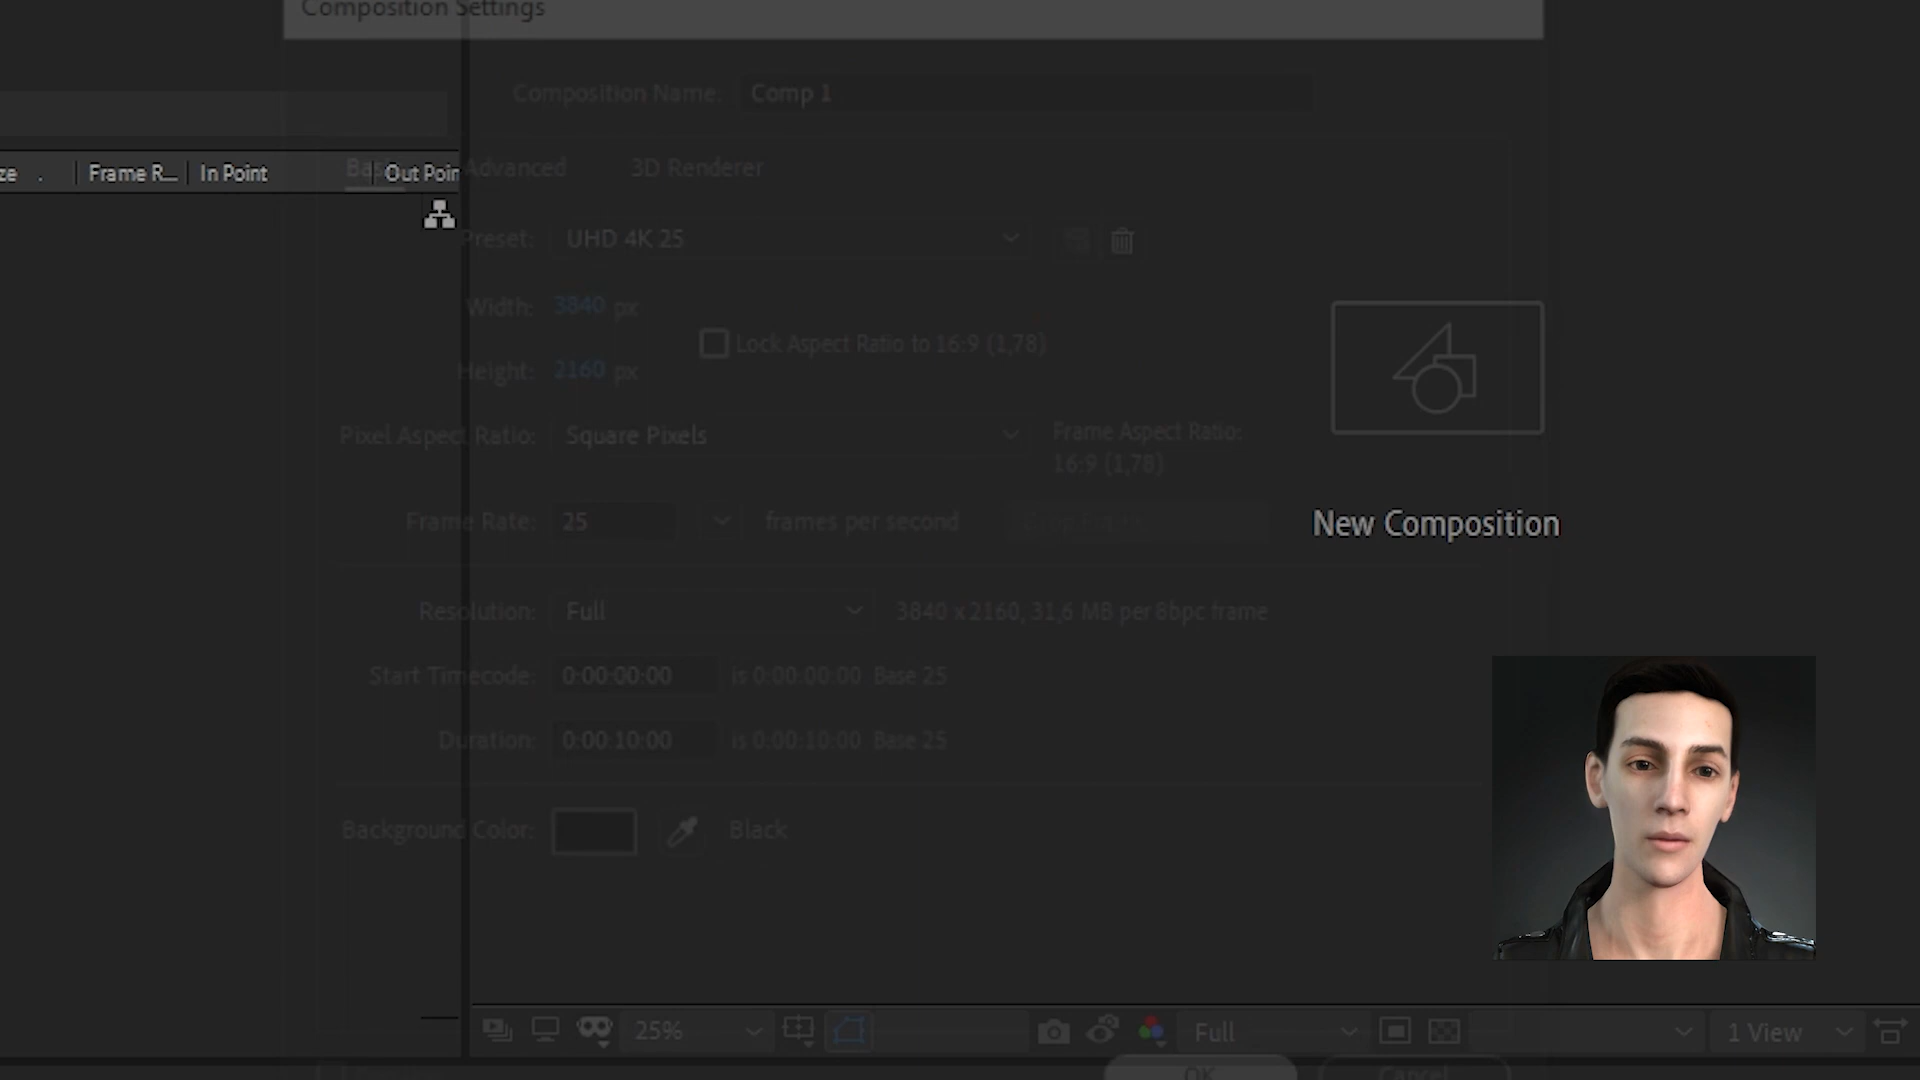 Composition Settings
Composition Name: Comp 1
ze . Frame R... In Point Out Poin
Advanced 3D Renderer
Preset: UHD 4K 25
Width: 3840 px
Lock Aspect Ratio to 16:9 (1,78)
Height: 2160 px
Pixel Aspect Ratio: Square Pixels
Frame Aspect Ratio:
16:9 (1,78)
Frame Rate: 25 frames per second
New Composition
Resolution: Full 3840 x 2160, 31,6 MB per 8bpc frame
Start Timecode: 0:00:00:00 is 0:00:00:00 Base 25
Duration: 0:00:10:00 is 0:00:10:00 Base 25
Background Color: Black
25% Full 1 View
OK Cancel